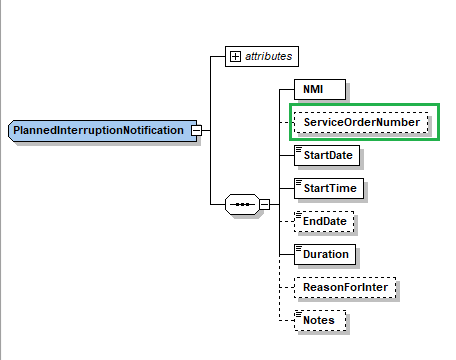 attributes
NMI
ServiceOrderNumber
PlannedInterruptionNotification
StartDate
StartTime
EndDate
Duration
ReasonForInter
Notes